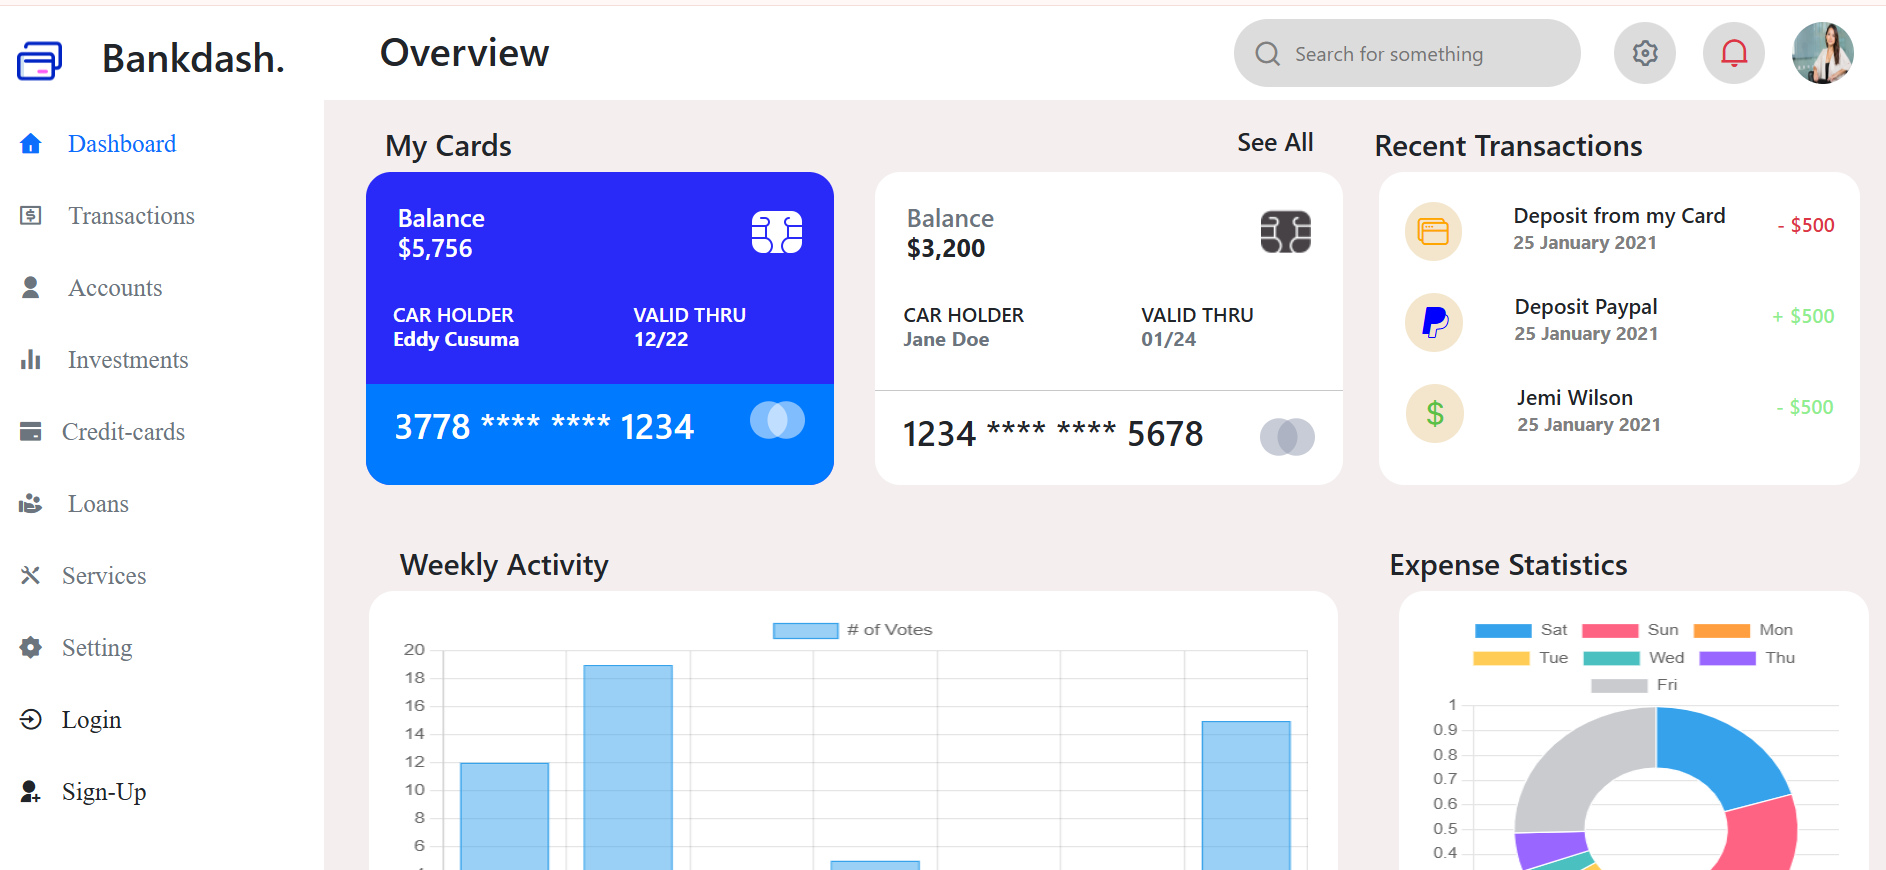 Bankdash.
Overview
Search for something
Dashboard
Transactions
Accounts
Investments
Credit-cards
Loans
Services
Setting
Login
Sign-Up
My Cards
See All
Balance
$5,756
CAR HOLDER VALID THRU
Eddy Cusuma 12/22
3778 **** **** 1234
Balance
$3,200
CAR HOLDER VALID THRU
Jane Doe 01/24
1234 **** **** 5678
Recent Transactions
$
Deposit from my Card - $500
25 January 2021
Deposit Paypal + $500
25 January 2021
$
Jemi Wilson - $500
25 January 2021
Weekly Activity
# of Votes
20
18
16
14
12
10
8
6
Expense Statistics
Sat Sun Mon
Tue Wed Thu
Fri
1
0.9
0.8
0.7
0.6
0.5
0.4